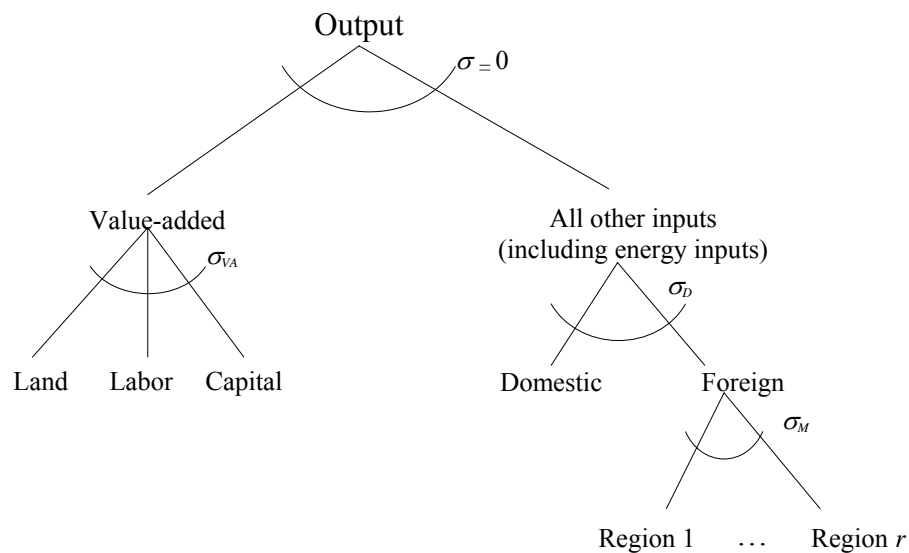 Output
σ = 0
Value-added
All other inputs
(including energy inputs)
σVA
σD
Land Labor Capital
Domestic Foreign
σM
Region 1 … Region r